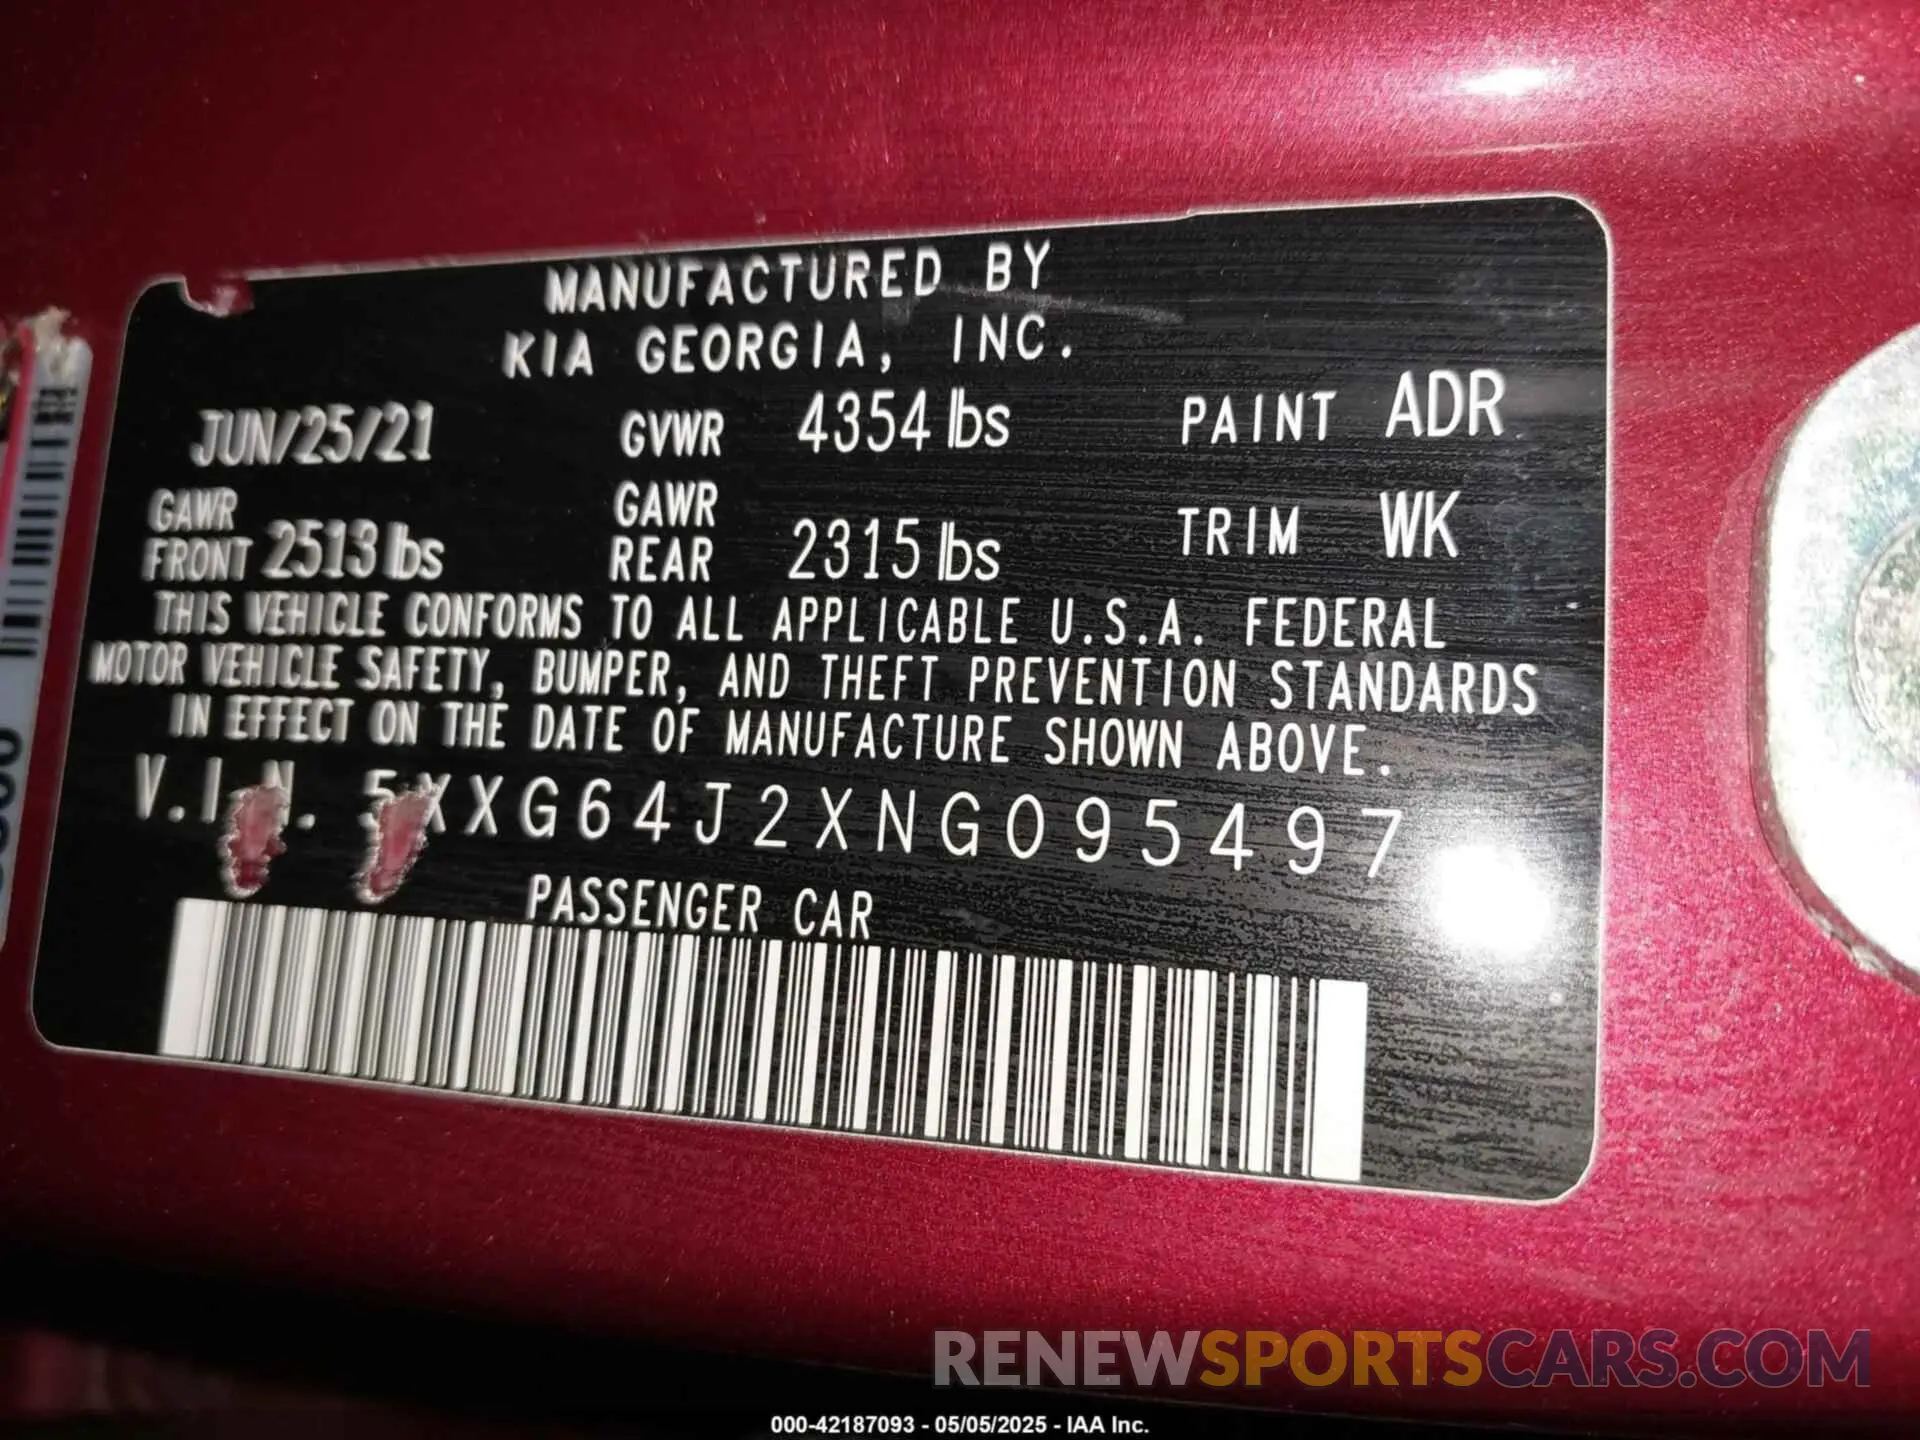 MANUFACTURED BY
KIA GEORGIA, INC.
JUN/25/21 GVWR 4354 lbs PAINT ADR
GAWR FRONT 2513 lbs GAWR REAR 2315 lbs TRIM WK
THIS VEHICLE CONFORMS TO ALL APPLICABLE U.S.A. FEDERAL
MOTOR VEHICLE SAFETY, BUMPER, AND THEFT PREVENTION STANDARDS
IN EFFECT ON THE DATE OF MANUFACTURE SHOWN ABOVE.
V.I.N. 5XXG64J2XNG095497
PASSENGER CAR
RENEWSPORTSCARS.COM
000-42187093 - 05/05/2025 - IAA Inc.